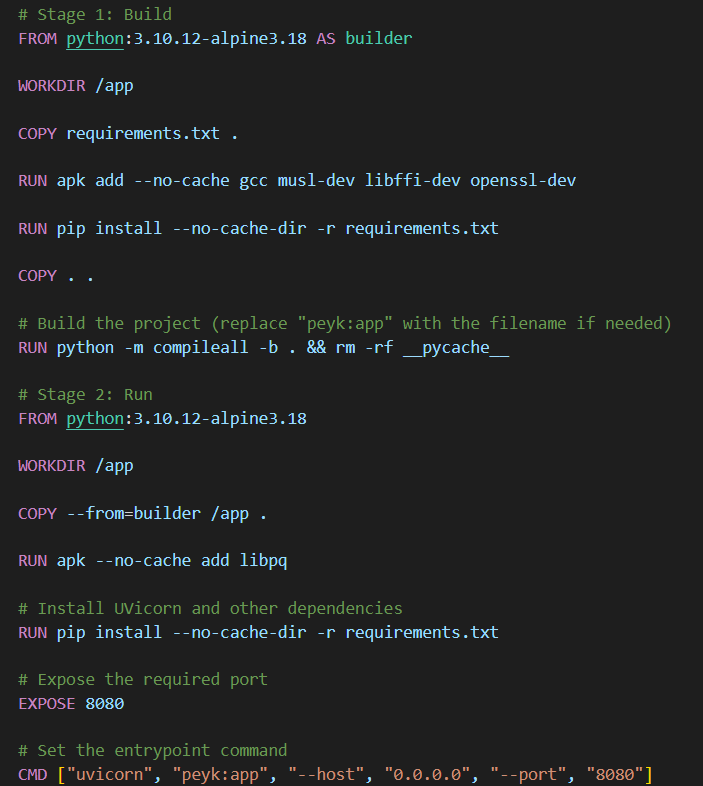 # Stage 1: Build
FROM python:3.10.12-alpine3.18 AS builder
WORKDIR /app
COPY requirements.txt .
RUN apk add --no-cache gcc musl-dev libffi-dev openssl-dev
RUN pip install --no-cache-dir -r requirements.txt
COPY . .
# Build the project (replace "peyk:app" with the filename if needed)
RUN python -m compileall -b . && rm -rf __pycache__
# Stage 2: Run
FROM python:3.10.12-alpine3.18
WORKDIR /app
COPY --from=builder /app .
RUN apk --no-cache add libpq
# Install UVicorn and other dependencies
RUN pip install --no-cache-dir -r requirements.txt
# Expose the required port
EXPOSE 8080
# Set the entrypoint command
CMD ["uvicorn", "peyk:app", "--host", "0.0.0.0", "--port", "8080"]